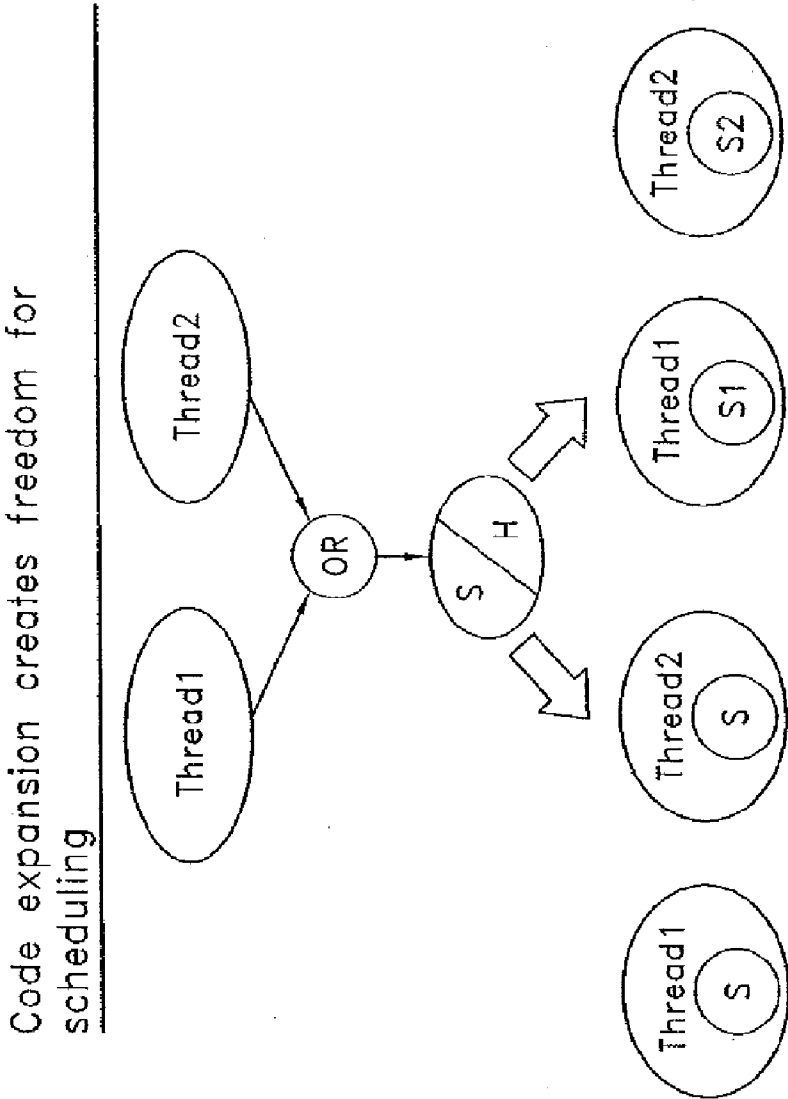 Code expansion creates freedom for
scheduling
Thread1
Thread2
OR
S
H
Thread1
S
Thread2
S
Thread1
S1
Thread2
S2